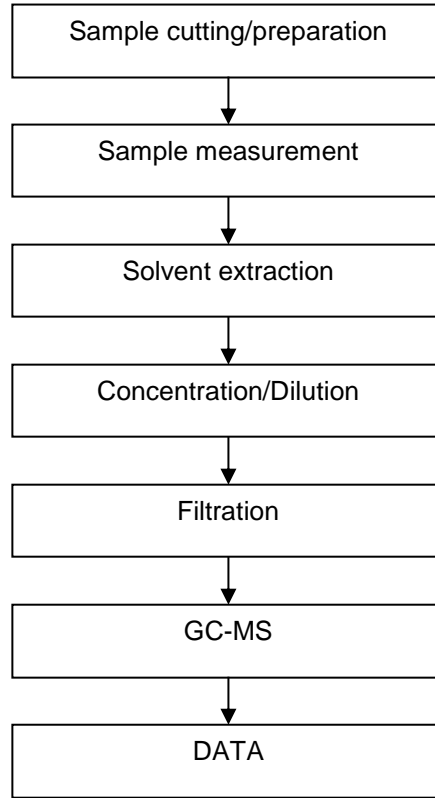 Sample cutting/preparation
Sample measurement
Solvent extraction
Concentration/Dilution
Filtration
GC-MS
DATA